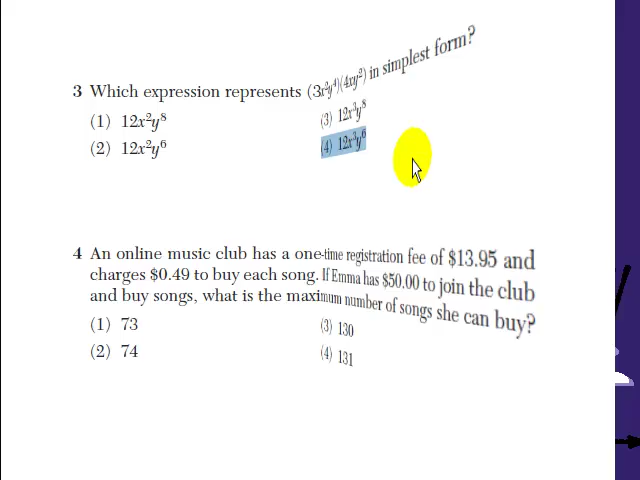 3 Which expression represents (3x²y⁴)(4xy²) in simplest form?
(1) 12x²y⁸
(3) 12x³y⁸
(2) 12x²y⁶
(4) 12x³y⁶
4 An online music club has a one-time registration fee of $13.95 and
charges $0.49 to buy each song. If Emma has $50.00 to join the club
and buy songs, what is the maximum number of songs she can buy?
(1) 73
(3) 130
(2) 74
(4) 131